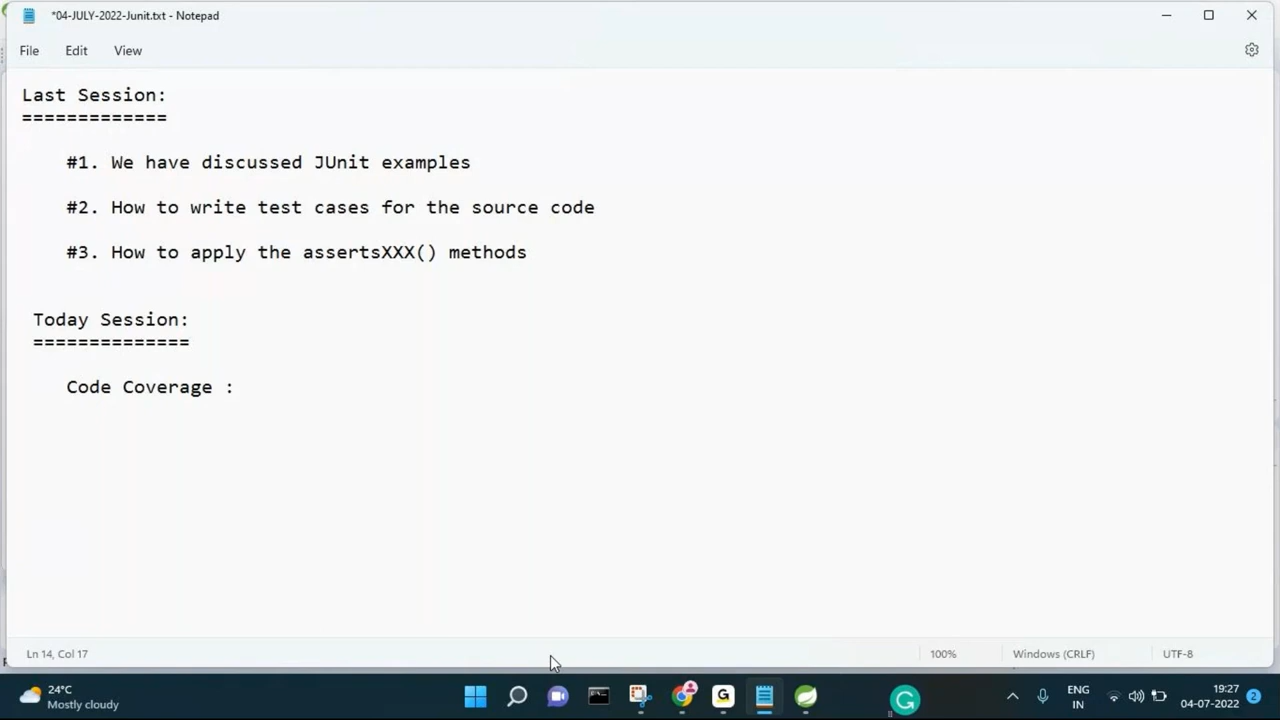 *04-JULY-2022-Junit.txt - Notepad
File Edit View
Last Session:
=============
#1. We have discussed JUnit examples
#2. How to write test cases for the source code
#3. How to apply the assertsXXX() methods
Today Session:
==============
Code Coverage :
Ln 14, Col 17 100% Windows (CRLF) UTF-8
24°C
Mostly cloudy
ENG
IN
19:27
04-07-2022
2